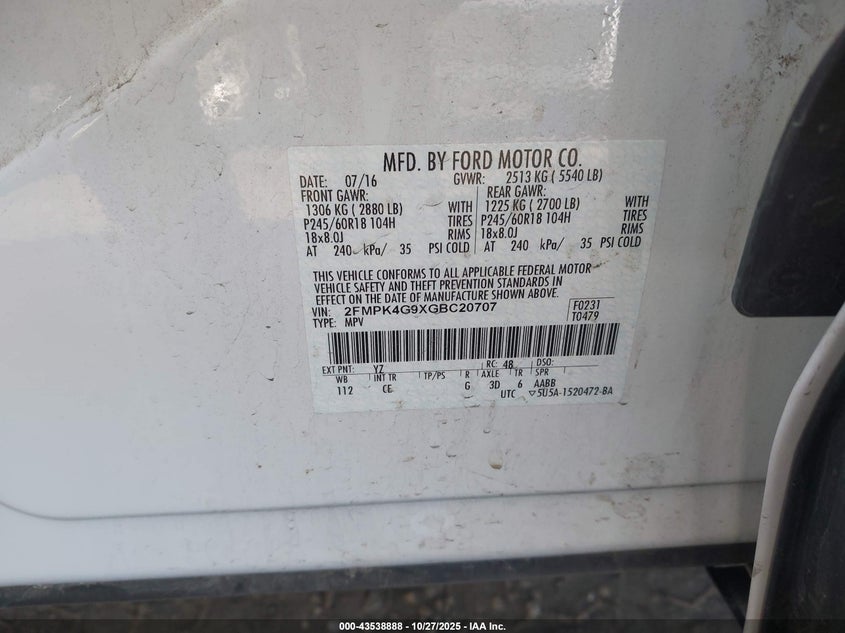 MFD. BY FORD MOTOR CO.
DATE: 07/16 GVWR: 2513 KG ( 5540 LB)
FRONT GAWR: REAR GAWR:
1306 KG ( 2880 LB) WITH 1225 KG ( 2700 LB) WITH
P245/60R18 104H TIRES P245/60R18 104H TIRES
18x8.0J RIMS 18x8.0J RIMS
AT 240 kPa/ 35 PSI COLD AT 240 kPa/ 35 PSI COLD
THIS VEHICLE CONFORMS TO ALL APPLICABLE FEDERAL MOTOR
VEHICLE SAFETY AND THEFT PREVENTION STANDARDS IN
EFFECT ON THE DATE OF MANUFACTURE SHOWN ABOVE.
VIN: 2FMPK4G9XGBC20707 F0231
TYPE: MPV T0479
EXT PNT: YZ RC: 48 DSO:
WB INT TR TP/PS R AXLE TR SPR
112 CE G 3D 6 AABB
UTC ▽5U5A-1520472-BA
000-43538888 - 10/27/2025 - IAA Inc.